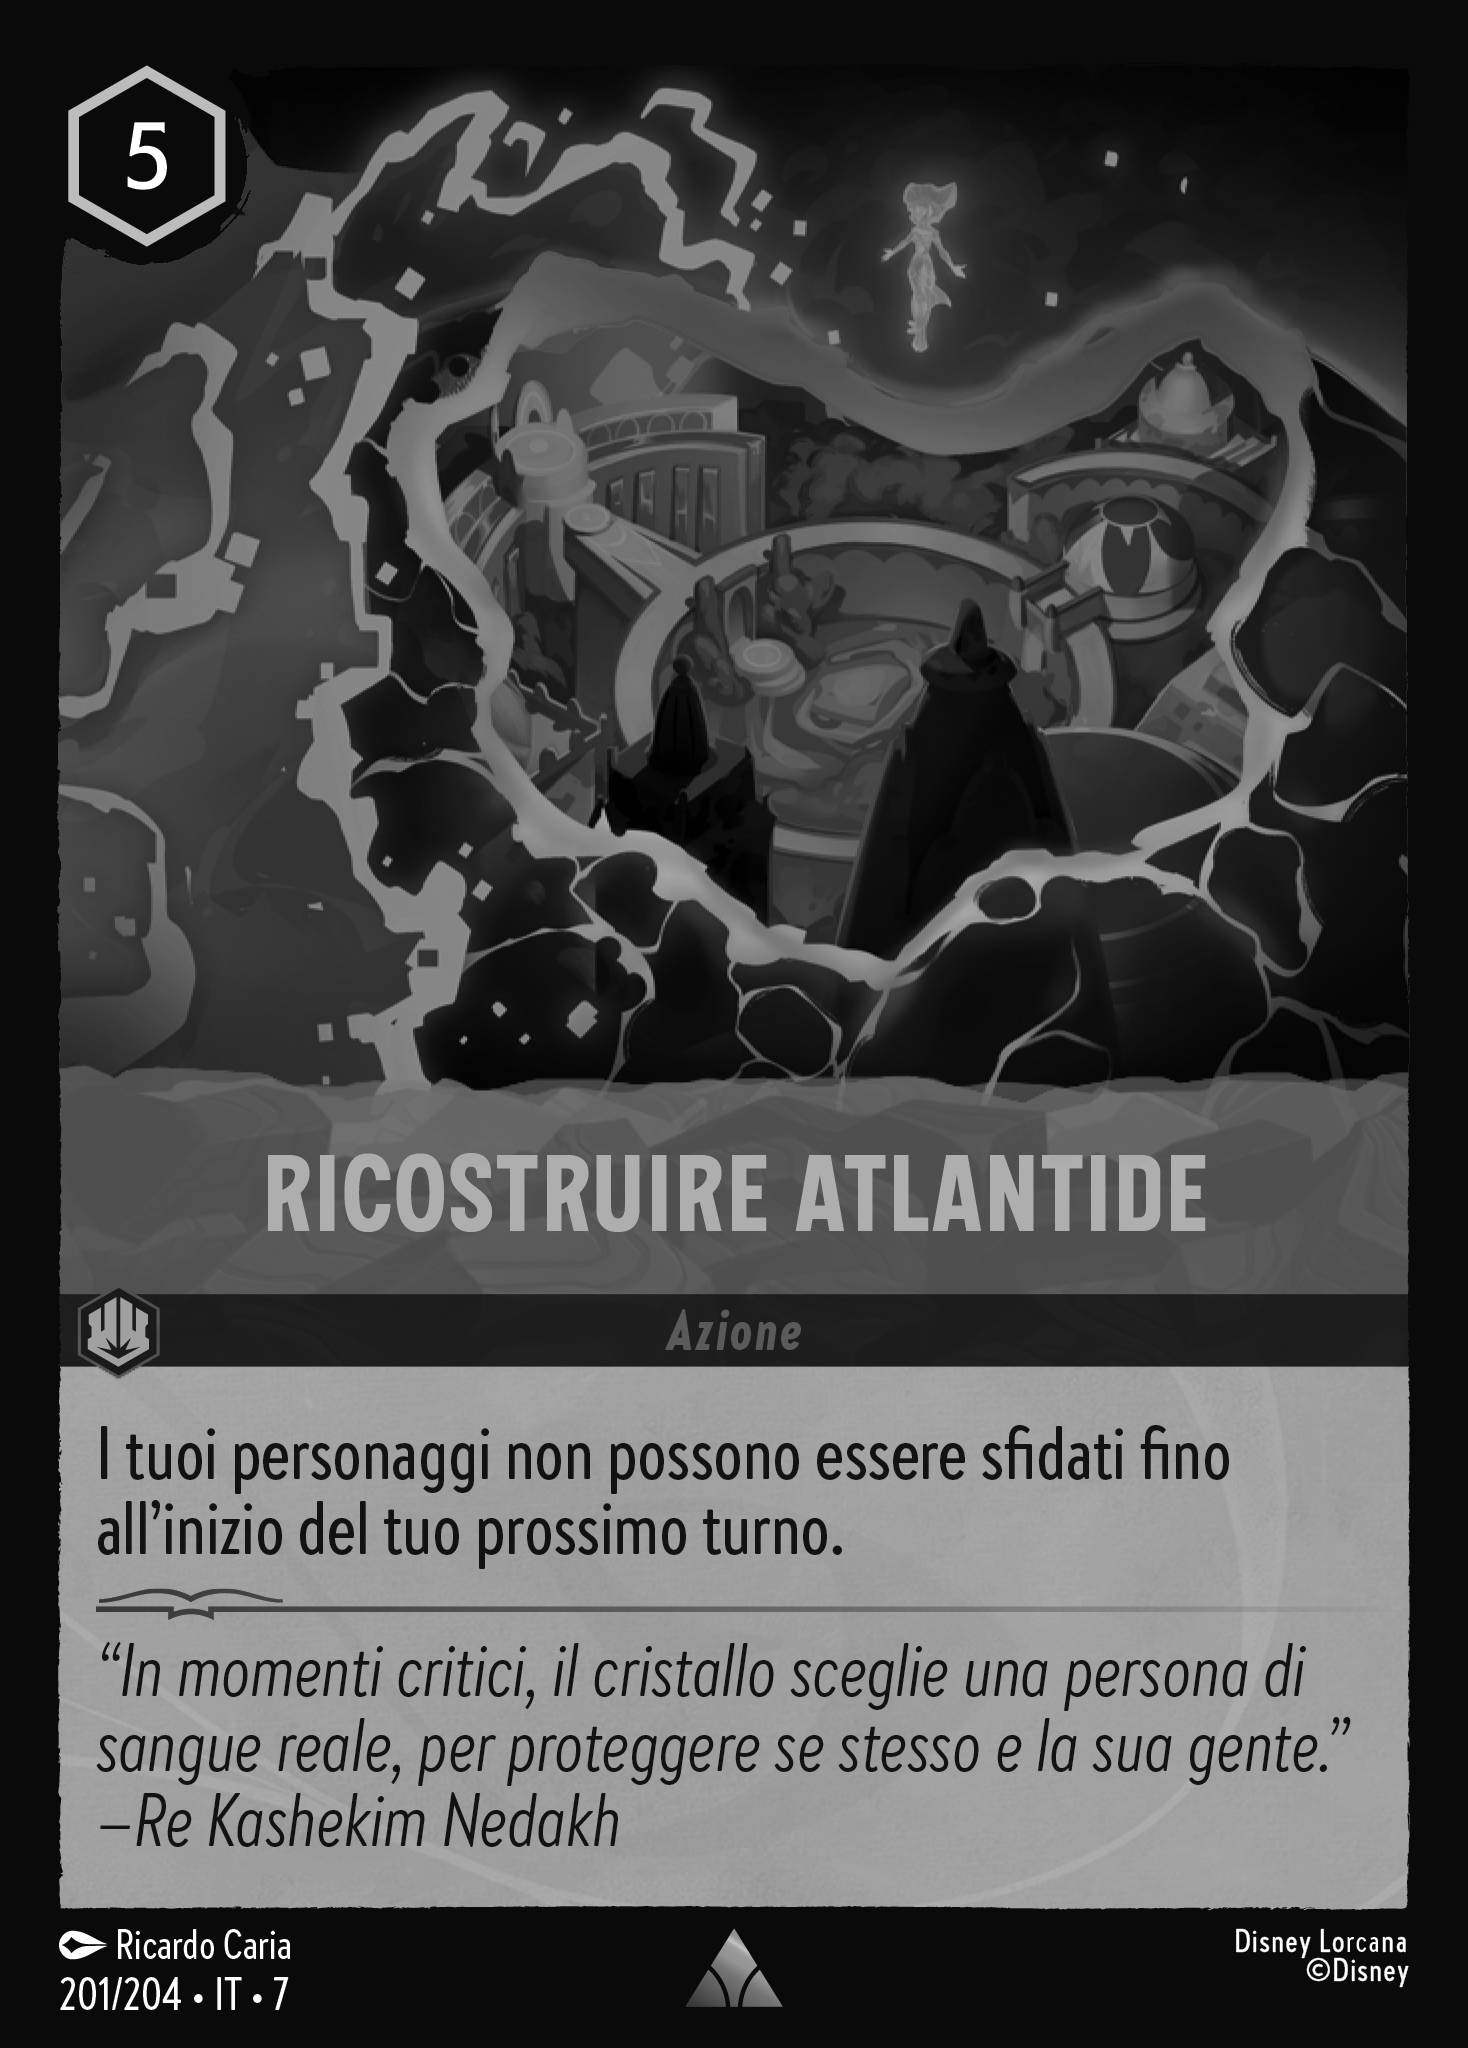 5
RICOSTRUIRE ATLANTIDE
Azione
I tuoi personaggi non possono essere sfidati fino
all’inizio del tuo prossimo turno.
“In momenti critici, il cristallo sceglie una persona di
sangue reale, per proteggere se stesso e la sua gente.”
—Re Kashekim Nedakh
Ricardo Caria
201/204 • IT • 7
Disney Lorcana
©Disney